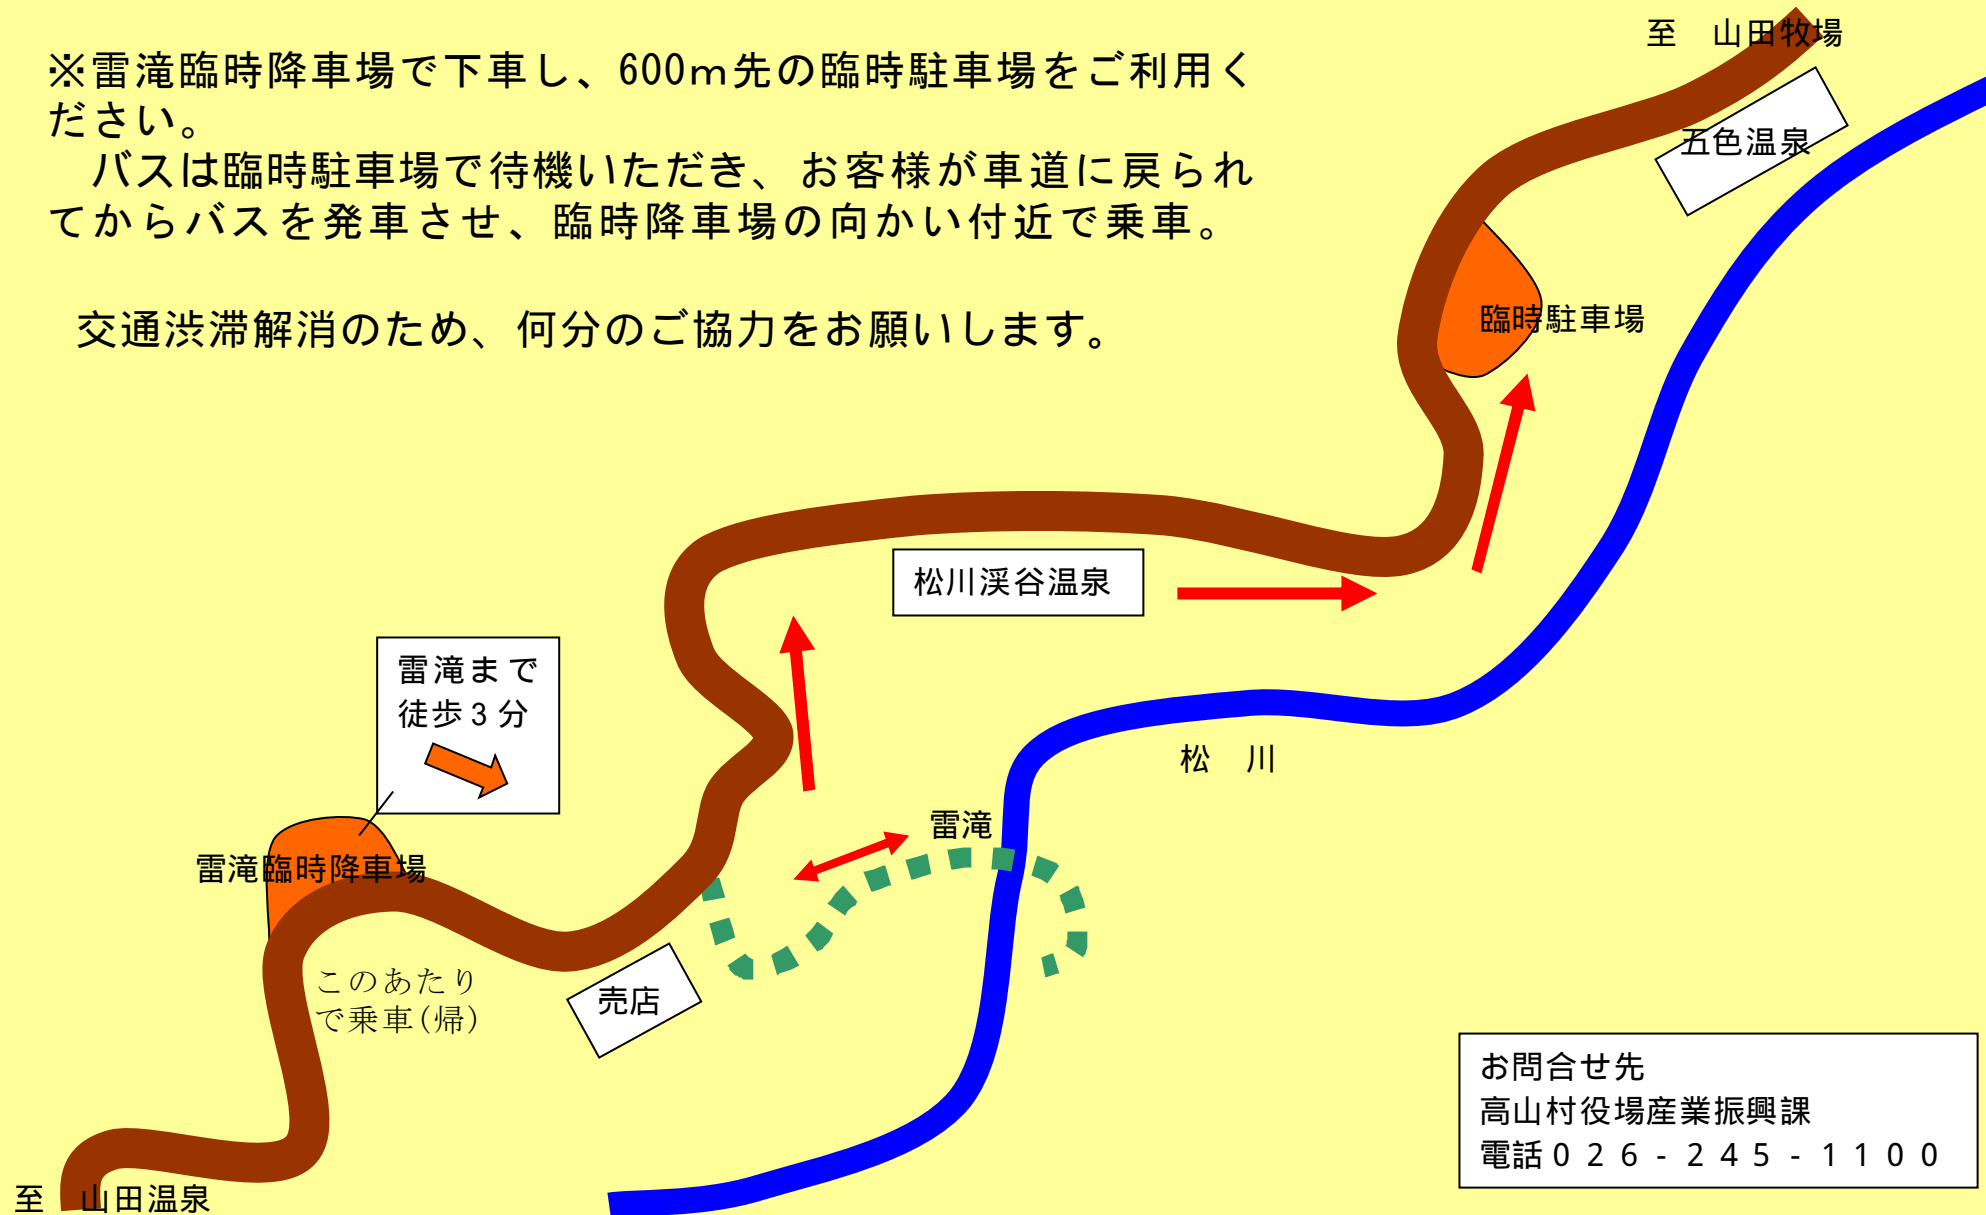 ※雷滝臨時降車場で下車し、600ｍ先の臨時駐車場をご利用く
ださい。
バスは臨時駐車場で待機いただき、お客様が車道に戻られ
てからバスを発車させ、臨時降車場の向かい付近で乗車。
交通渋滞解消のため、何分のご協力をお願いします。
至　山田牧場
五色温泉
臨時駐車場
松川渓谷温泉
雷滝まで
徒歩3分
松　川
雷滝
雷滝臨時降車場
このあたり
で乗車(帰)
売店
お問合せ先
高山村役場産業振興課
電話０２６-２４５-１１００
至　山田温泉